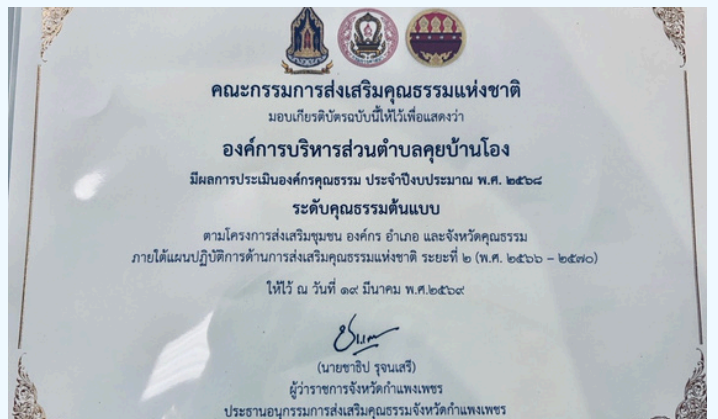 คณะกรรมการส่งเสริมคุณธรรมแห่งชาติ
มอบเกียรติบัตรฉบับนี้ให้ไว้เพื่อแสดงว่า
องค์การบริหารส่วนตำบลคุยบ้านโอง
มีผลการประเมินองค์กรคุณธรรม ประจำปีงบประมาณ พ.ศ. ๒๕๖๘
ระดับคุณธรรมต้นแบบ
ตามโครงการส่งเสริมชุมชน องค์กร อำเภอ และจังหวัดคุณธรรม
ภายใต้แผนปฏิบัติการด้านการส่งเสริมคุณธรรมแห่งชาติ ระยะที่ ๒ (พ.ศ. ๒๕๖๖ - ๒๕๗๐)
ให้ไว้ ณ วันที่ ๑๙ มีนาคม พ.ศ.๒๕๖๙
(นายชาธิป รุจนเสรี)
ผู้ว่าราชการจังหวัดกำแพงเพชร
ประธานอนุกรรมการส่งเสริมคุณธรรมจังหวัดกำแพงเพชร